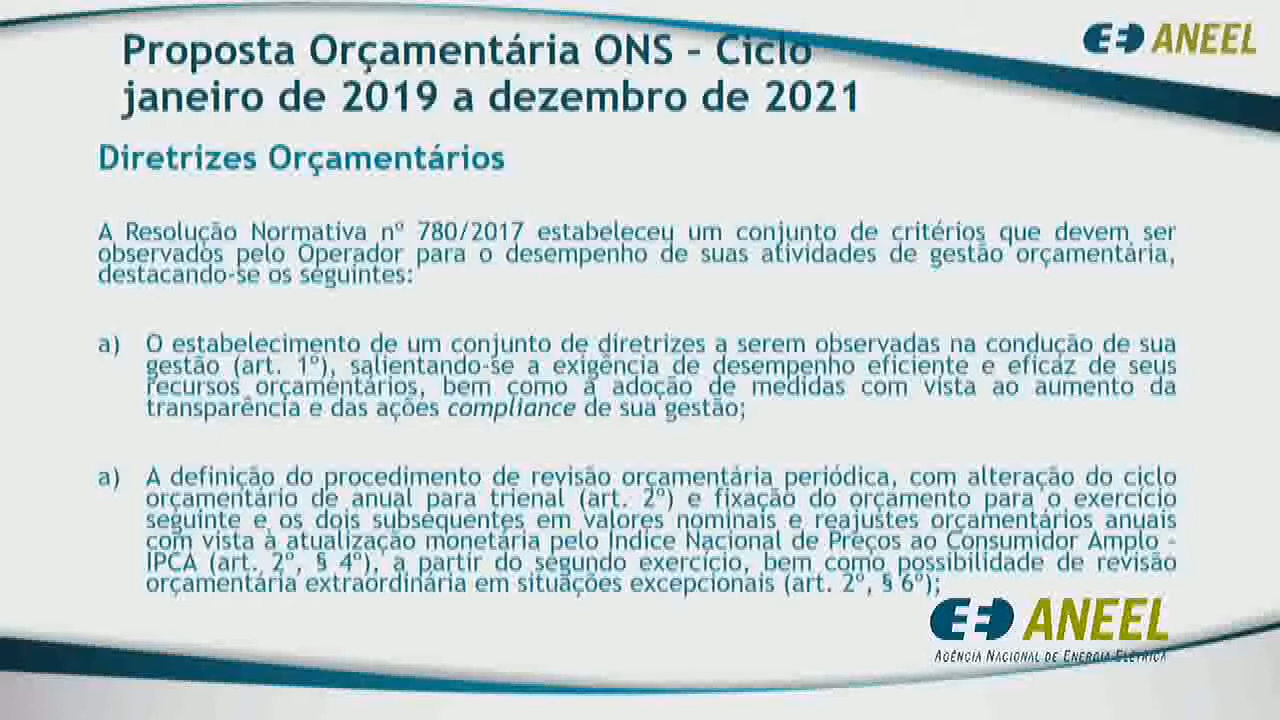 ANEEL
Proposta Orçamentária ONS - Ciclo
janeiro de 2019 a dezembro de 2021
Diretrizes Orçamentários
A Resolução Normativa nº 780/2017 estabeleceu um conjunto de critérios que devem ser
observados pelo Operador para o desempenho de suas atividades de gestão orçamentária,
destacando-se os seguintes:
a) O estabelecimento de um conjunto de diretrizes a serem observadas na condução de sua
gestão (art. 1º), salientando-se a exigência de desempenho eficiente e eficaz de seus
recursos orçamentários, bem como a adoção de medidas com vista ao aumento da
transparência e das ações compliance de sua gestão;
a) A definição do procedimento de revisão orçamentária periódica, com alteração do ciclo
orçamentário de anual para trienal (art. 2º) e fixação do orçamento para o exercício
seguinte e os dois subsequentes em valores nominais e reajustes orçamentários anuais
com vista à atualização monetária pelo Índice Nacional de Preços ao Consumidor Amplo -
IPCA (art. 2º, § 4º), a partir do segundo exercício, bem como possibilidade de revisão
orçamentária extraordinária em situações excepcionais (art. 2º, § 6º);
ANEEL
AGÊNCIA NACIONAL DE ENERGIA ELÉTRICA